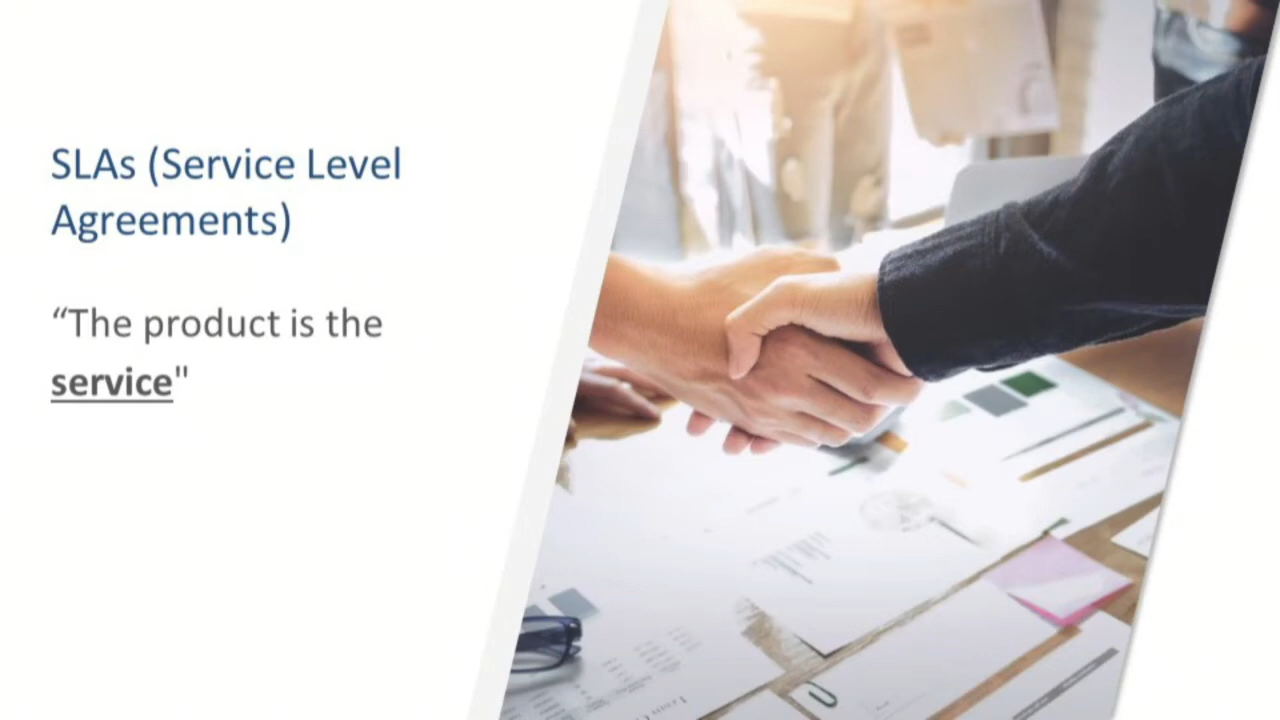 SLAs (Service Level
Agreements)
“The product is the
service"